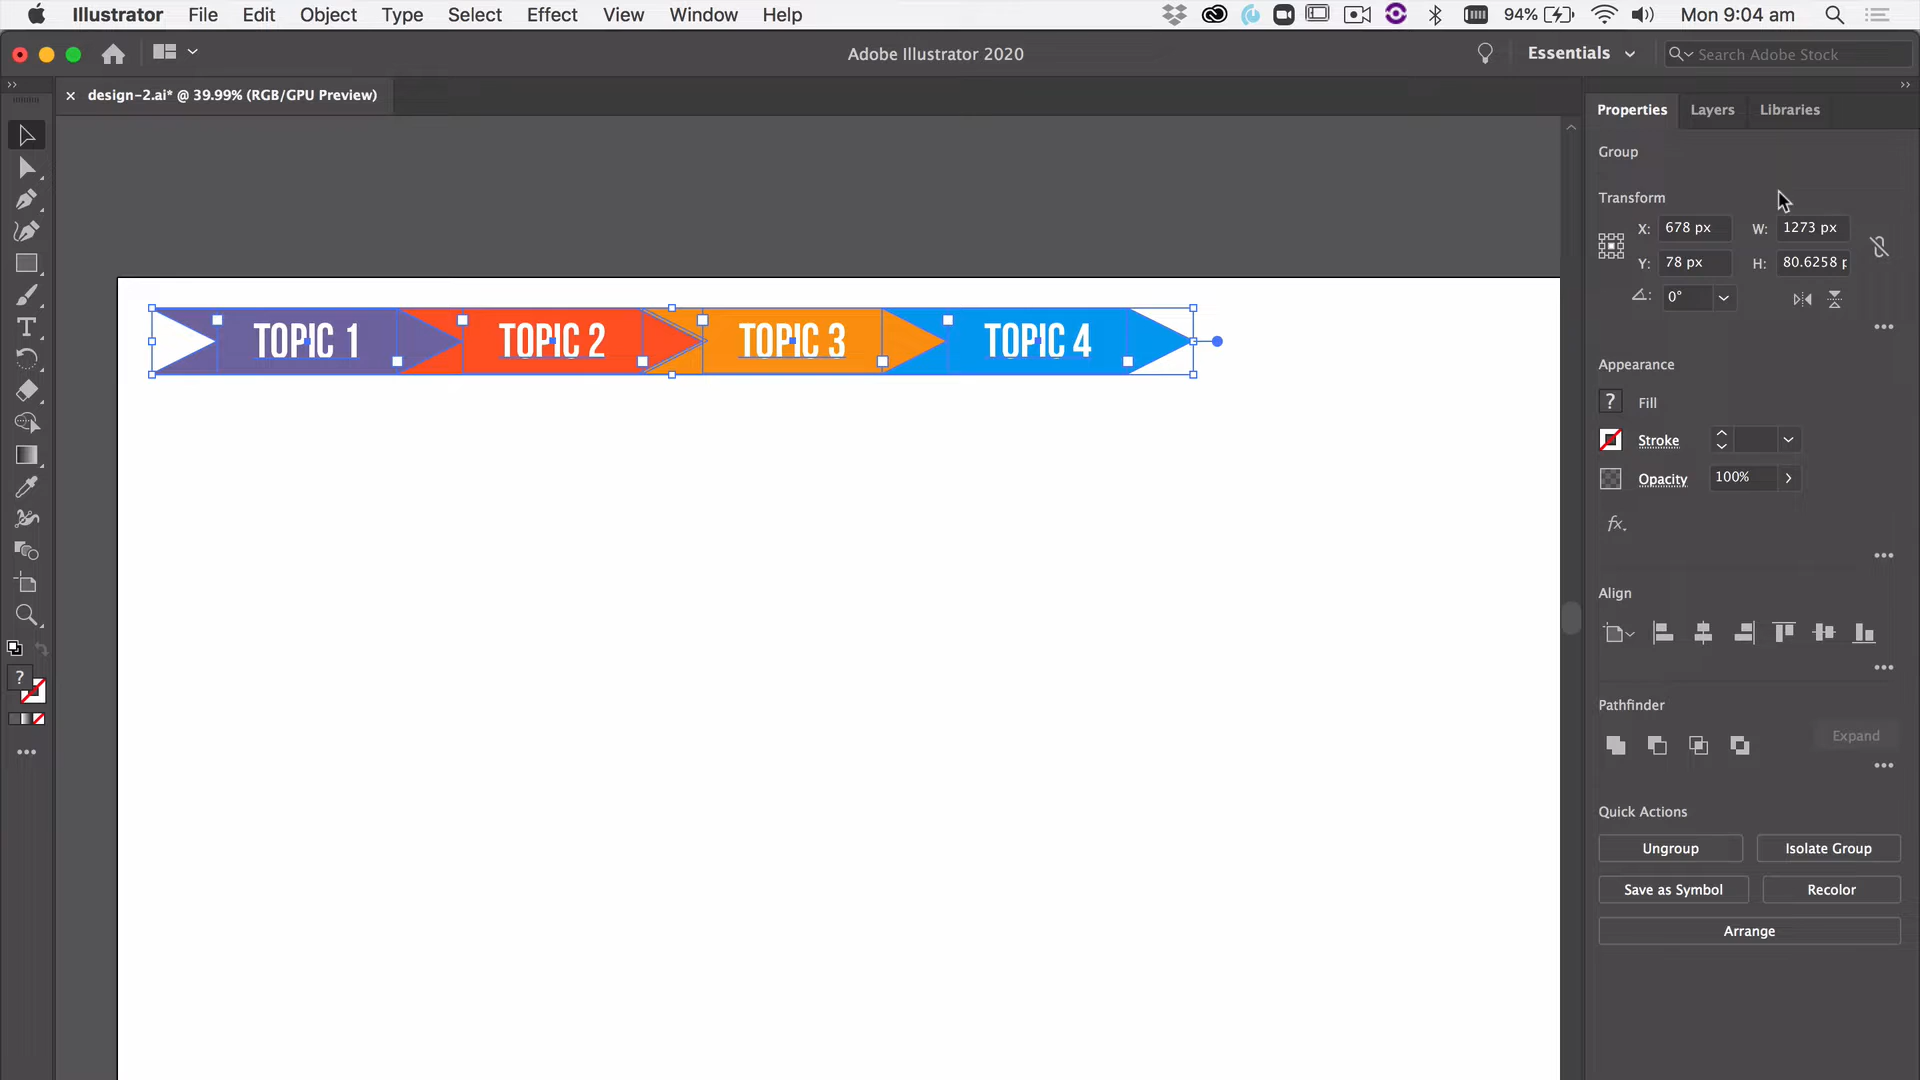 Illustrator File Edit Object Type Select Effect View Window Help 94% Mon 9:04 am
Adobe Illustrator 2020 Essentials Search Adobe Stock
design-2.ai* @ 39.99% (RGB/GPU Preview)
Properties Layers Libraries
Group
Transform
X: 678 px W: 1273 px
Y: 78 px H: 80.6258 p
0°
TOPIC 1 TOPIC 2 TOPIC 3 TOPIC 4
Appearance
? Fill
Stroke
Opacity 100%
fx.
Align
Pathfinder
Expand
Quick Actions
Ungroup Isolate Group
Save as Symbol Recolor
Arrange
?